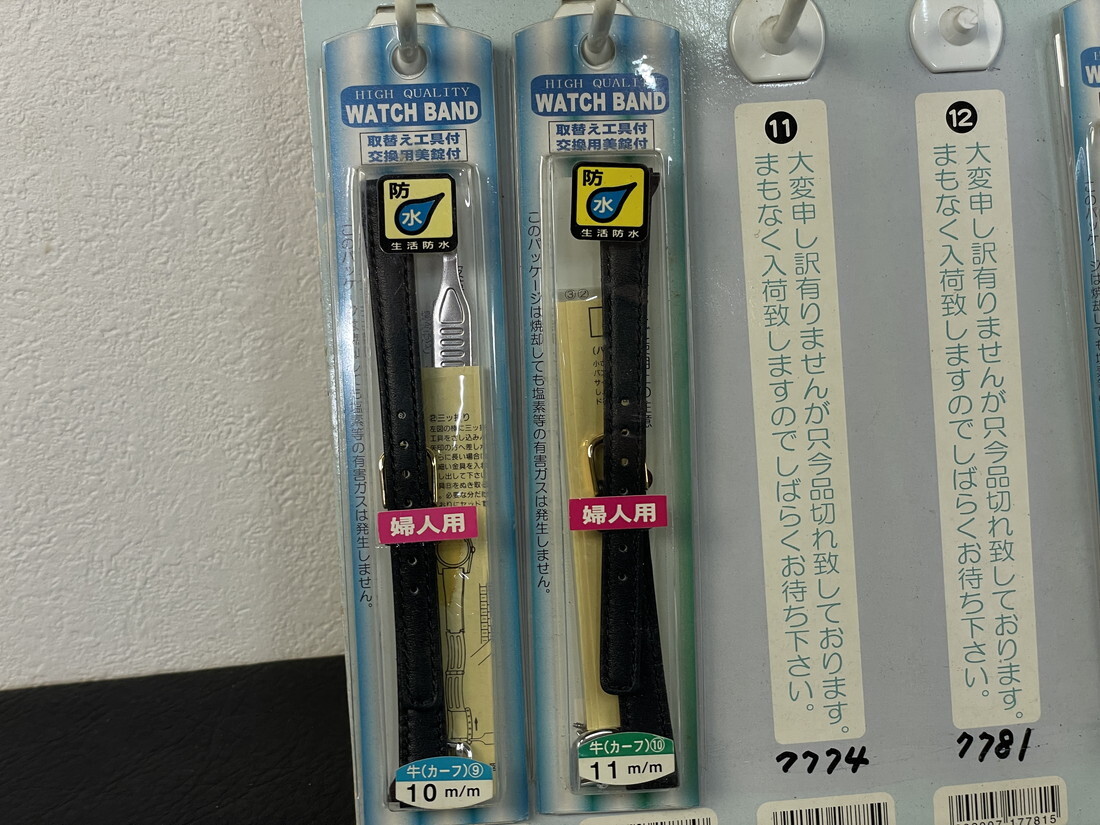 HIGH QUALITY
WATCH BAND
取替え工具付
交換用美錠付
防
水
生活防水
このパッケージは焼却しても塩素等の有害ガスは発生しません。
②三ッ折り
婦人用
牛(カーフ)⑨
10 m/m
HIGH QUALITY
WATCH BAND
取替え工具付
交換用美錠付
防
水
生活防水
このパッケージは焼却しても塩素等の有害ガスは発生しません。
婦人用
牛(カーフ)⑩
11 m/m
11
大変申し訳有りませんが只今品切れ致しております。
まもなく入荷致しますのでしばらくお待ち下さい。
7774
12
大変申し訳有りませんが只今品切れ致しております。
まもなく入荷致しますのでしばらくお待ち下さい。
7781
177815